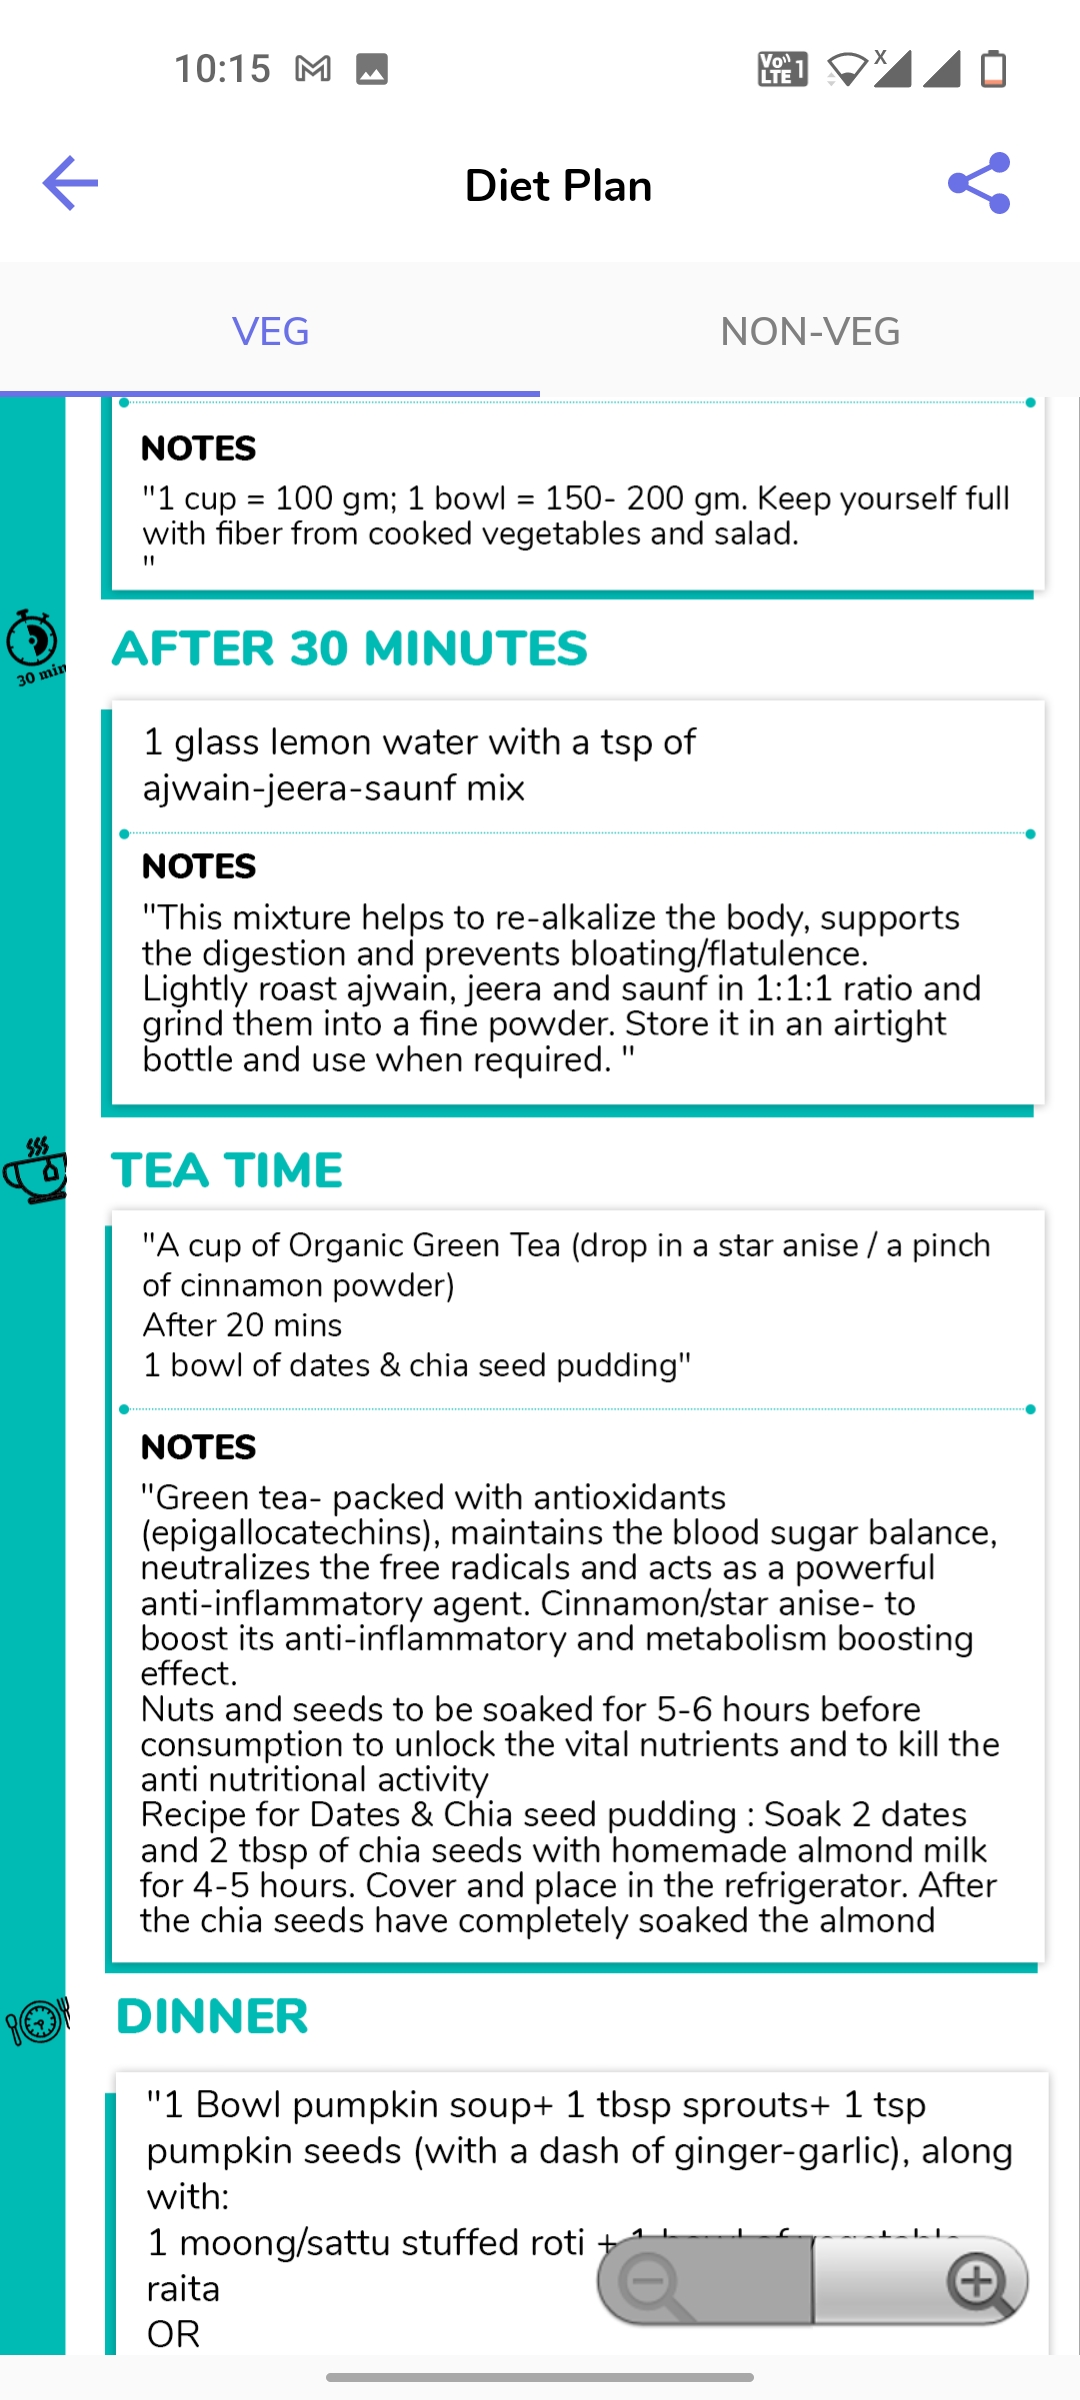 10:15
Vo)) LTE 1
X
Diet Plan
VEG
NON-VEG
NOTES
"1 cup = 100 gm; 1 bowl = 150- 200 gm. Keep yourself full
with fiber from cooked vegetables and salad.
"
30 min
AFTER 30 MINUTES
1 glass lemon water with a tsp of
ajwain-jeera-saunf mix
NOTES
"This mixture helps to re-alkalize the body, supports
the digestion and prevents bloating/flatulence.
Lightly roast ajwain, jeera and saunf in 1:1:1 ratio and
grind them into a fine powder. Store it in an airtight
bottle and use when required. "
TEA TIME
"A cup of Organic Green Tea (drop in a star anise / a pinch
of cinnamon powder)
After 20 mins
1 bowl of dates & chia seed pudding"
NOTES
"Green tea- packed with antioxidants
(epigallocatechins), maintains the blood sugar balance,
neutralizes the free radicals and acts as a powerful
anti-inflammatory agent. Cinnamon/star anise- to
boost its anti-inflammatory and metabolism boosting
effect.
Nuts and seeds to be soaked for 5-6 hours before
consumption to unlock the vital nutrients and to kill the
anti nutritional activity
Recipe for Dates & Chia seed pudding : Soak 2 dates
and 2 tbsp of chia seeds with homemade almond milk
for 4-5 hours. Cover and place in the refrigerator. After
the chia seeds have completely soaked the almond
DINNER
"1 Bowl pumpkin soup+ 1 tbsp sprouts+ 1 tsp
pumpkin seeds (with a dash of ginger-garlic), along
with:
1 moong/sattu stuffed roti +
raita
OR